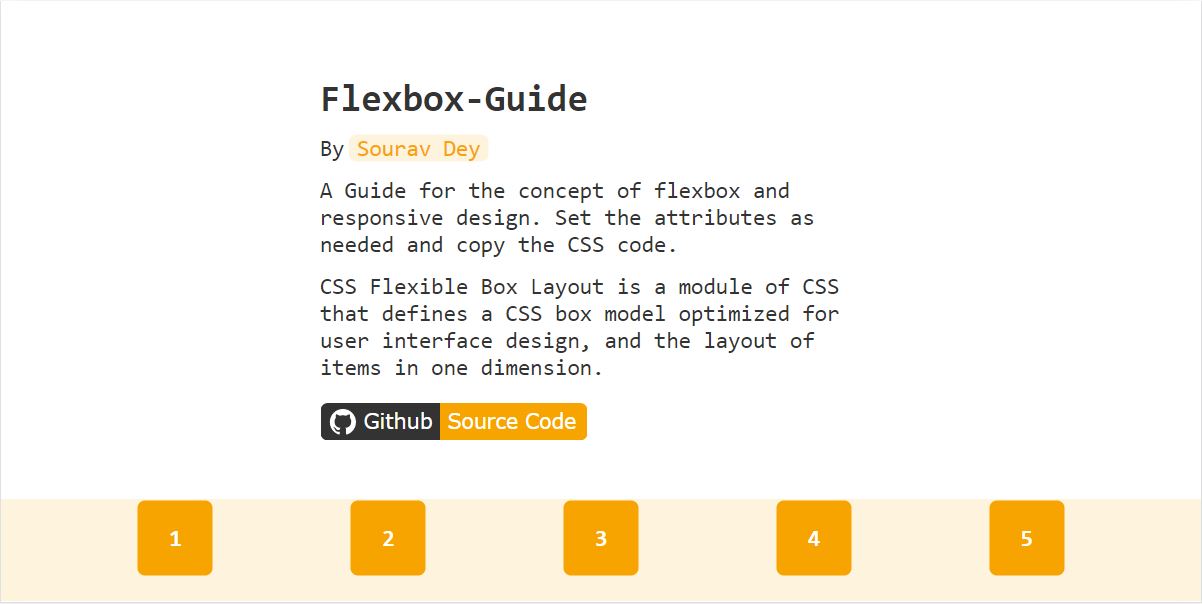 Flexbox-Guide
By Sourav Dey
A Guide for the concept of flexbox and
responsive design. Set the attributes as
needed and copy the CSS code.
CSS Flexible Box Layout is a module of CSS
that defines a CSS box model optimized for
user interface design, and the layout of
items in one dimension.
Github Source Code
1 2 3 4 5